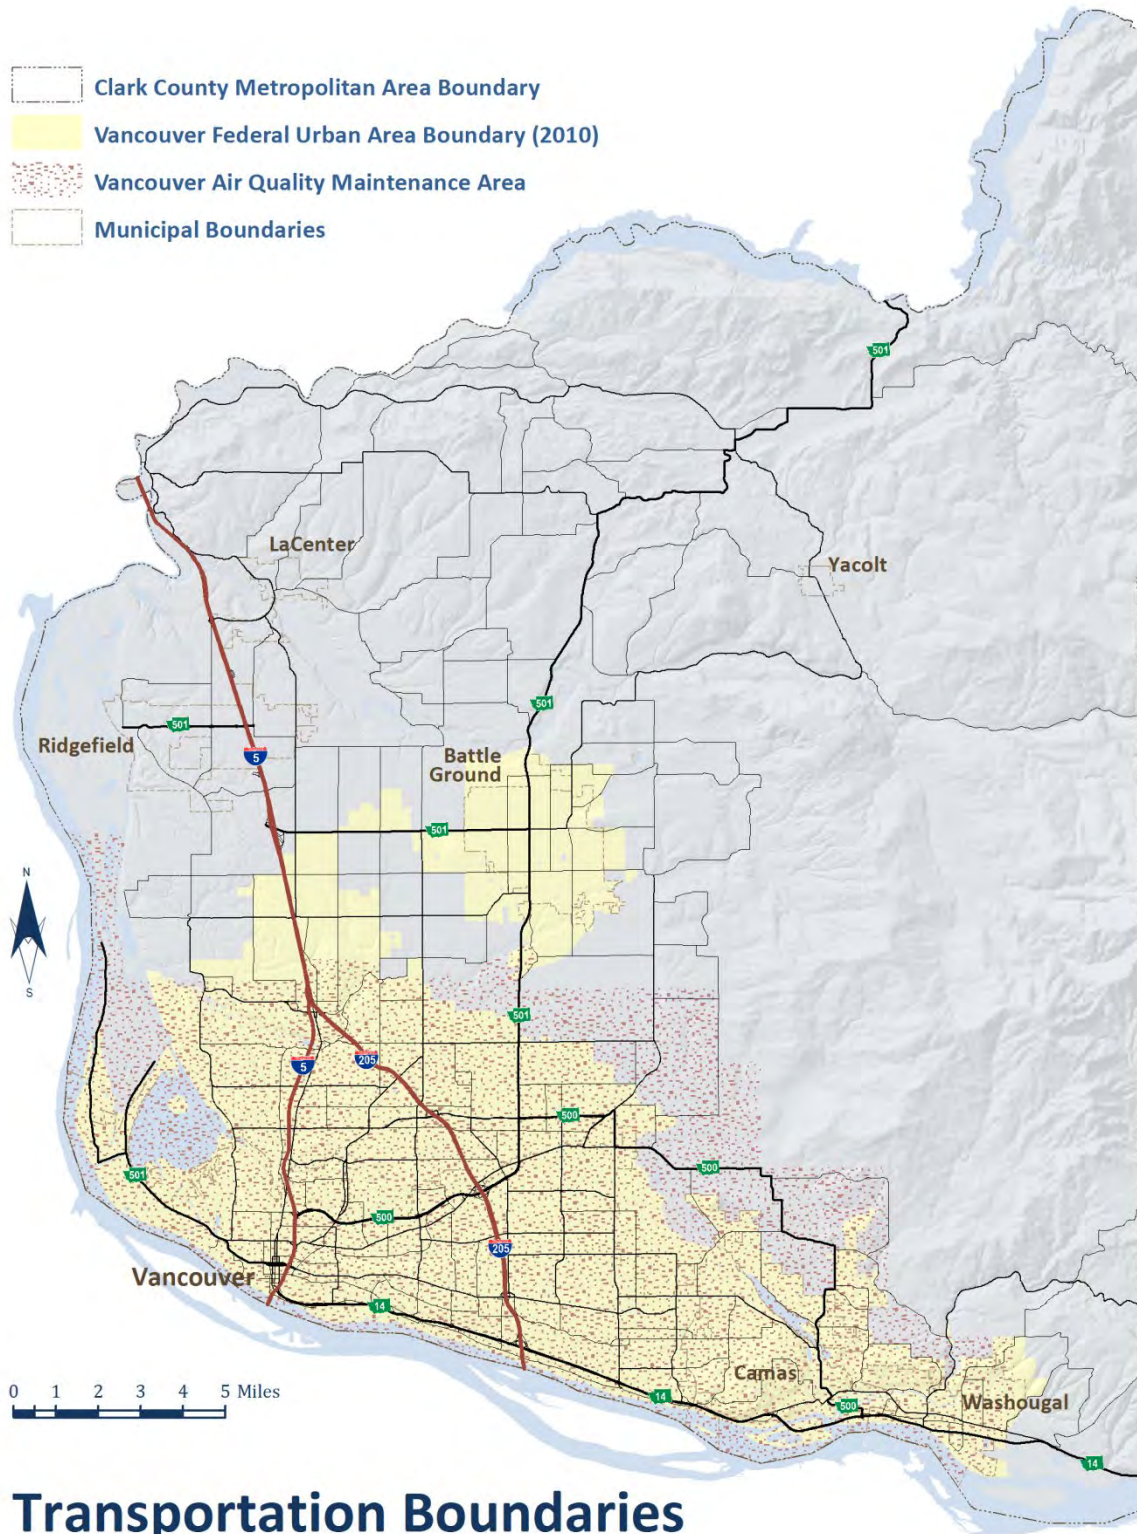 Clark County Metropolitan Area Boundary
Vancouver Federal Urban Area Boundary (2010)
Vancouver Air Quality Maintenance Area
Municipal Boundaries
501
LaCenter
Yacolt
501
501
Ridgefield
5
Battle
Ground
501
N
S
501
5
205
500
500
501
500
205
Vancouver
14
0 1 2 3 4 5 Miles
Camas
14
500
Washougal
14
Transportation Boundaries